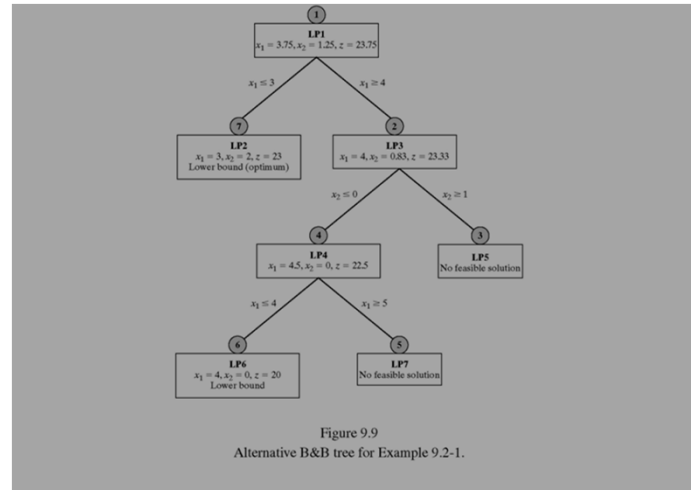 1
LP1
x₁ = 3.75, x₂ = 1.25, z = 23.75
x₁ ≤ 3
x₁ ≥ 4
7
2
LP2
x₁ = 3, x₂ = 2, z = 23
Lower bound (optimum)
LP3
x₁ = 4, x₂ = 0.83, z = 23.33
x₂ ≤ 0
x₂ ≥ 1
4
3
LP4
x₁ = 4.5, x₂ = 0, z = 22.5
LP5
No feasible solution
x₁ ≤ 4
x₁ ≥ 5
6
5
LP6
x₁ = 4, x₂ = 0, z = 20
Lower bound
LP7
No feasible solution
Figure 9.9
Alternative B&B tree for Example 9.2-1.